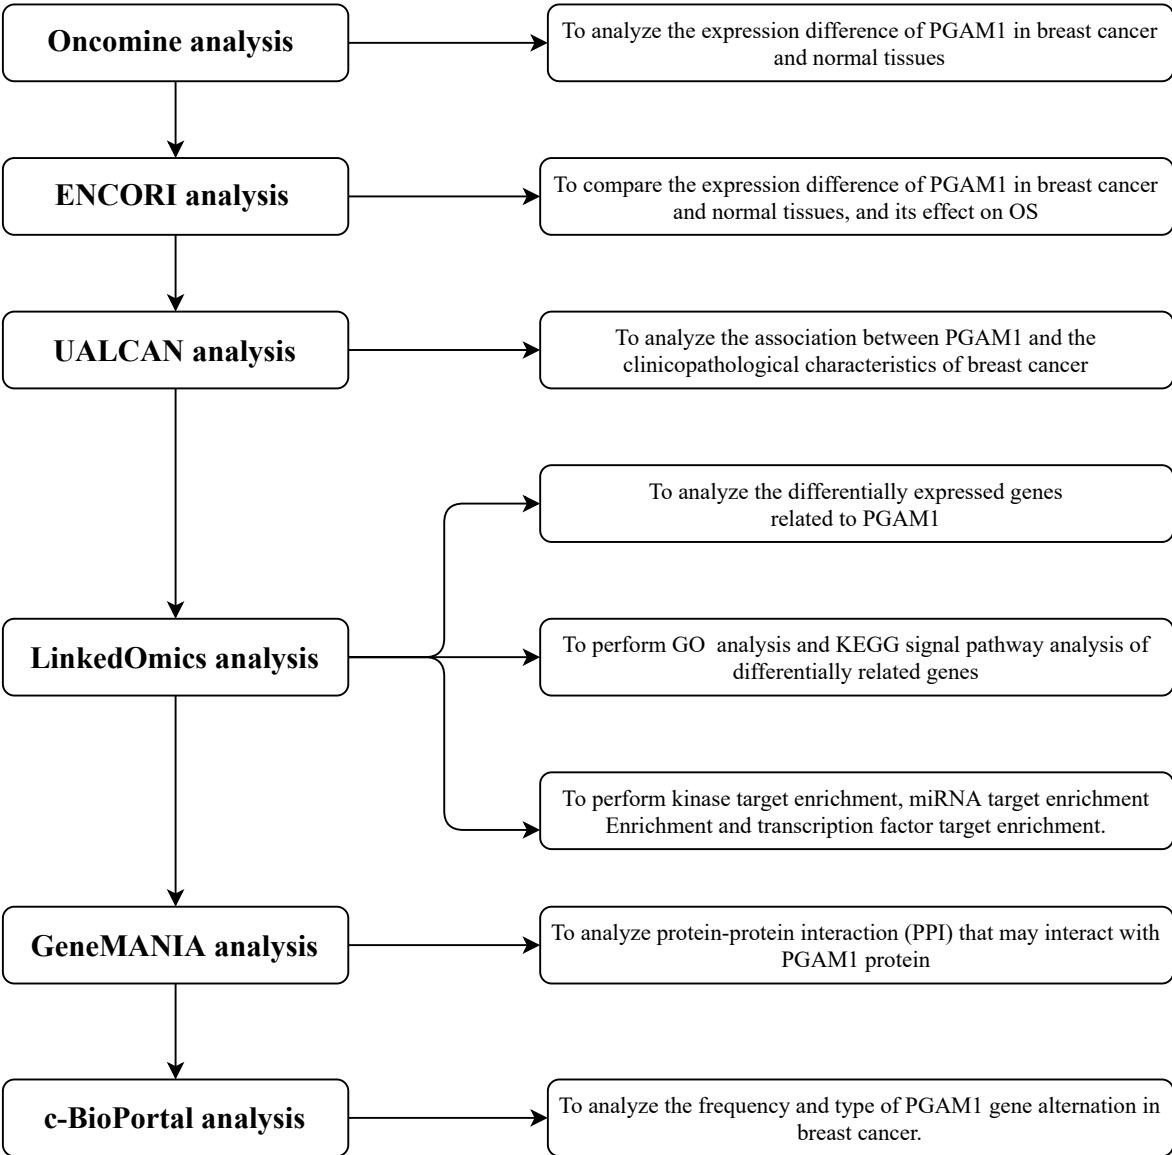 Oncomine analysis
To analyze the expression difference of PGAM1 in breast cancer
and normal tissues
ENCORI analysis
To compare the expression difference of PGAM1 in breast cancer
and normal tissues, and its effect on OS
UALCAN analysis
To analyze the association between PGAM1 and the
clinicopathological characteristics of breast cancer
To analyze the differentially expressed genes
related to PGAM1
LinkedOmics analysis
To perform GO analysis and KEGG signal pathway analysis of
differentially related genes
To perform kinase target enrichment, miRNA target enrichment
Enrichment and transcription factor target enrichment.
GeneMANIA analysis
To analyze protein-protein interaction (PPI) that may interact with
PGAM1 protein
c-BioPortal analysis
To analyze the frequency and type of PGAM1 gene alternation in
breast cancer.